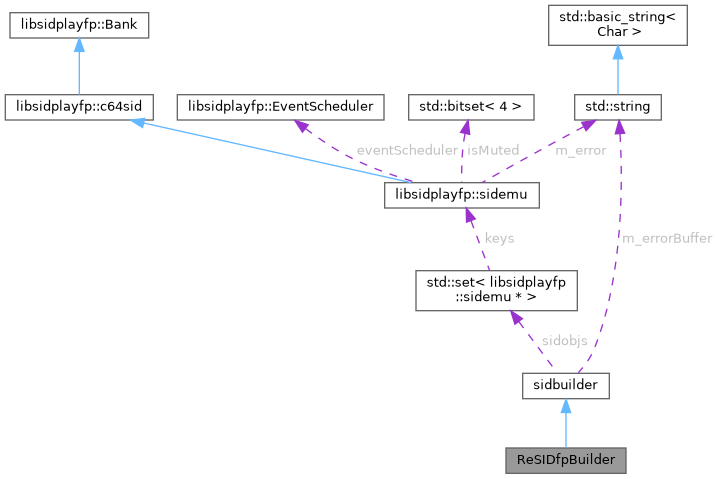 libsidplayfp::Bank
std::basic_string<
Char >
libsidplayfp::c64sid
libsidplayfp::EventScheduler
std::bitset< 4 >
std::string
eventScheduler
isMuted
m_error
libsidplayfp::sidemu
keys
m_errorBuffer
std::set< libsidplayfp
::sidemu * >
sidobjs
sidbuilder
ReSIDfpBuilder